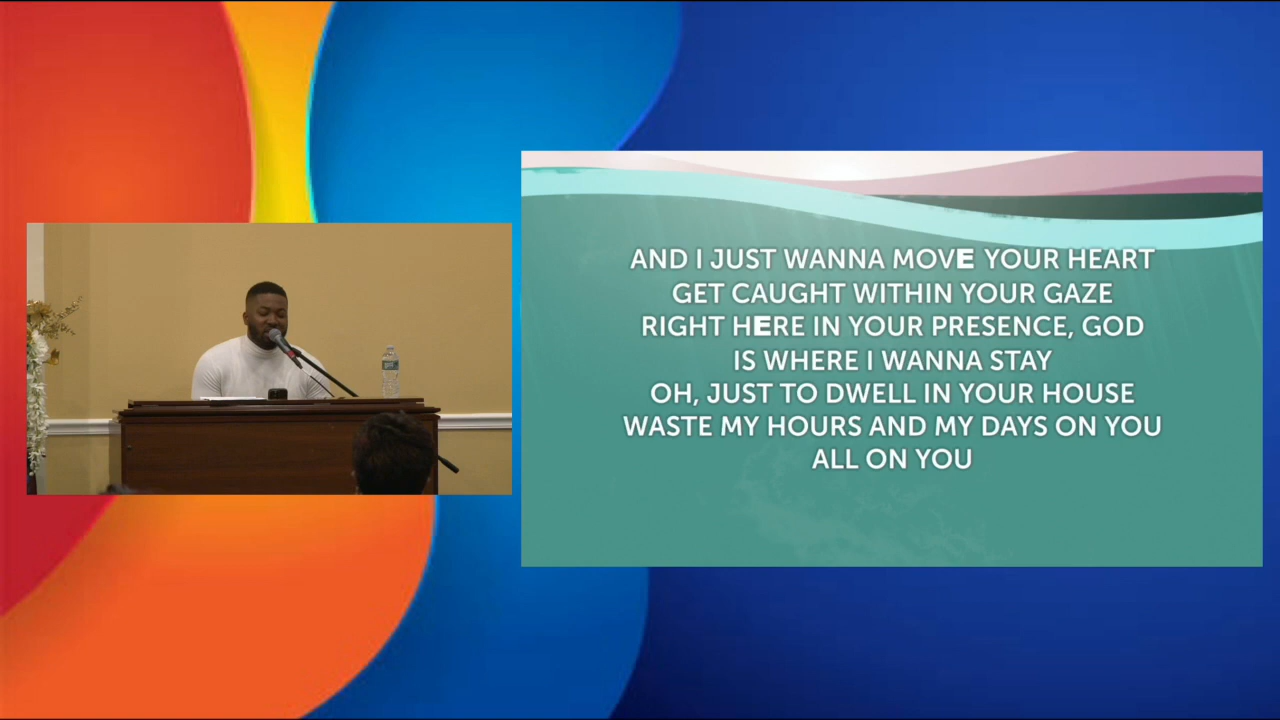 AND I JUST WANNA MOVE YOUR HEART
GET CAUGHT WITHIN YOUR GAZE
RIGHT HERE IN YOUR PRESENCE, GOD
IS WHERE I WANNA STAY
OH, JUST TO DWELL IN YOUR HOUSE
WASTE MY HOURS AND MY DAYS ON YOU
ALL ON YOU